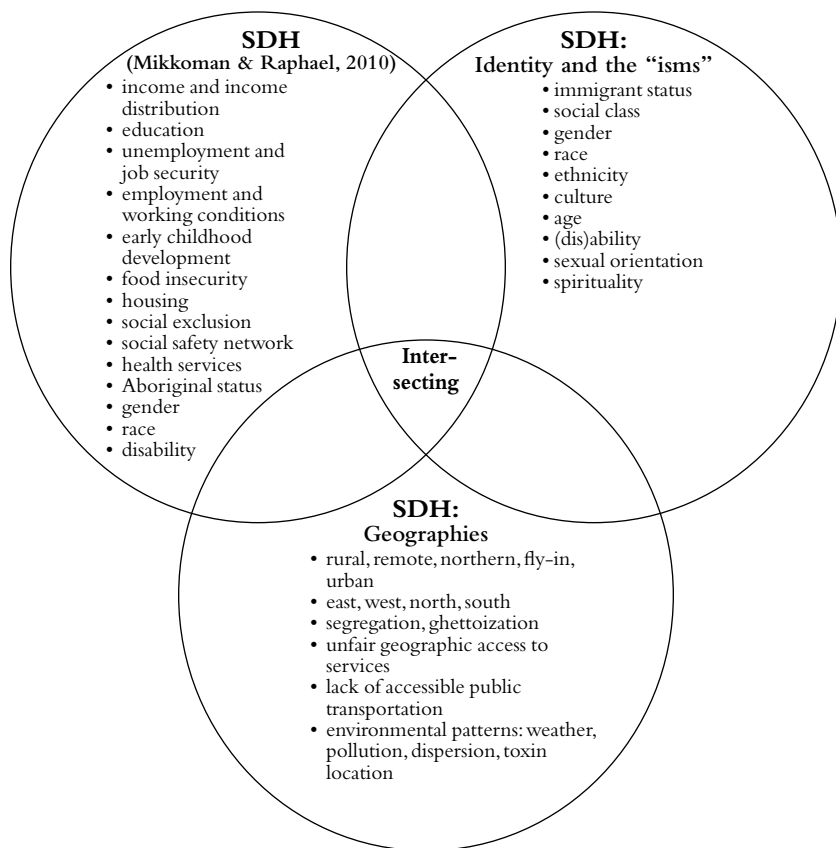 SDH
(Mikkoman & Raphael, 2010)
• income and income
distribution
• education
• unemployment and
job security
• employment and
working conditions
• early childhood
development
• food insecurity
• housing
• social exclusion
• social safety network
• health services
• Aboriginal status
• gender
• race
• disability
SDH:
Identity and the “isms”
• immigrant status
• social class
• gender
• race
• ethnicity
• culture
• age
• (dis)ability
• sexual orientation
• spirituality
Inter-
secting
SDH:
Geographies
• rural, remote, northern, fly-in,
urban
• east, west, north, south
• segregation, ghettoization
• unfair geographic access to
services
• lack of accessible public
transportation
• environmental patterns: weather,
pollution, dispersion, toxin
location